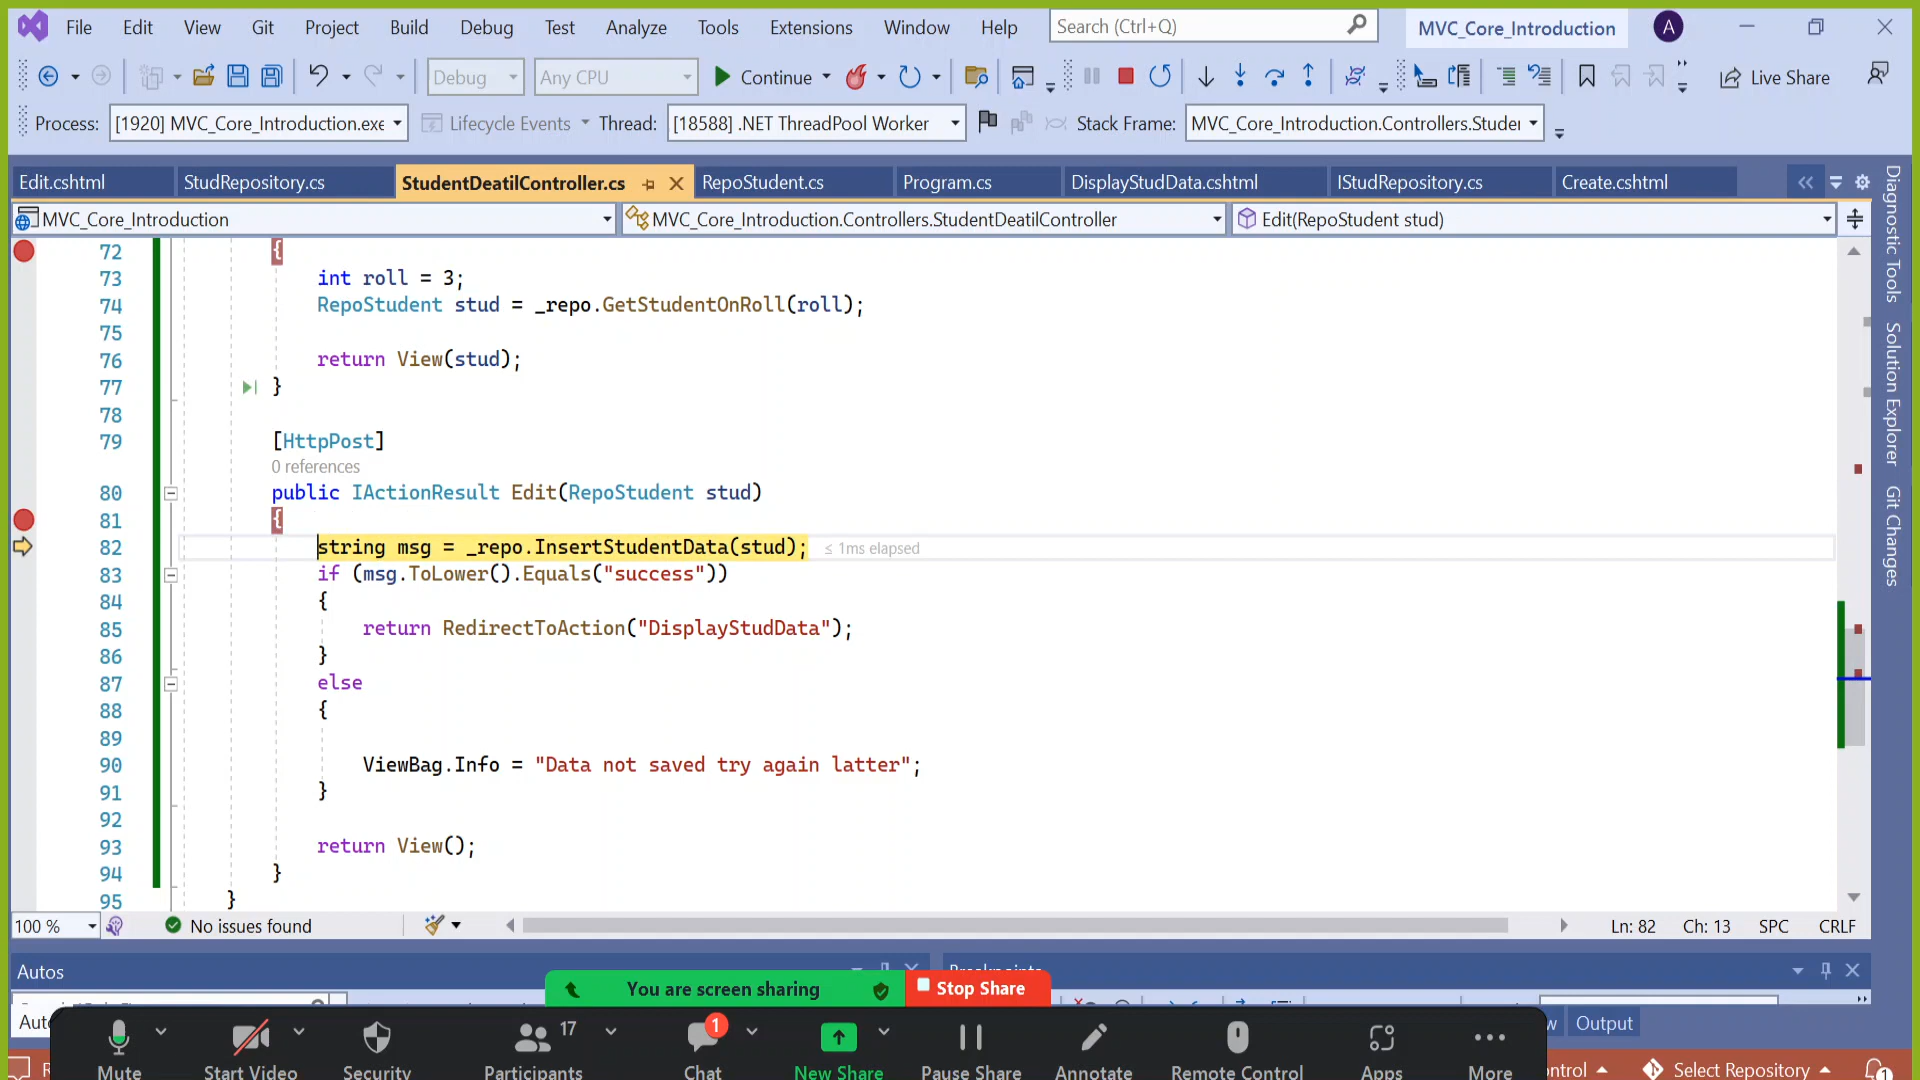 File Edit View Git Project Build Debug Test Analyze Tools Extensions Window Help Search (Ctrl+Q) MVC_Core_Introduction A
Debug Any CPU Continue Live Share
Process: [1920] MVC_Core_Introduction.exe Lifecycle Events Thread: [18588] .NET ThreadPool Worker Stack Frame: MVC_Core_Introduction.Controllers.Studer
Edit.cshtml StudRepository.cs StudentDeatilController.cs RepoStudent.cs Program.cs DisplayStudData.cshtml IStudRepository.cs Create.cshtml
MVC_Core_Introduction MVC_Core_Introduction.Controllers.StudentDeatilController Edit(RepoStudent stud)
Diagnostic Tools
Solution Explorer
Git Changes
72 {
73 int roll = 3;
74 RepoStudent stud = _repo.GetStudentOnRoll(roll);
75
76 return View(stud);
77 }
78
79 [HttpPost]
0 references
80 public IActionResult Edit(RepoStudent stud)
81 {
82 string msg = _repo.InsertStudentData(stud); ≤ 1ms elapsed
83 if (msg.ToLower().Equals("success"))
84 {
85 return RedirectToAction("DisplayStudData");
86 }
87 else
88 {
89
90 ViewBag.Info = "Data not saved try again latter";
91 }
92
93 return View();
94 }
95 }
100 % No issues found Ln: 82 Ch: 13 SPC CRLF
Autos
You are screen sharing Stop Share
Output
17 1
Mute Start Video Security Participants Chat New Share Pause Share Annotate Remote Control Apps More
Select Repository 1